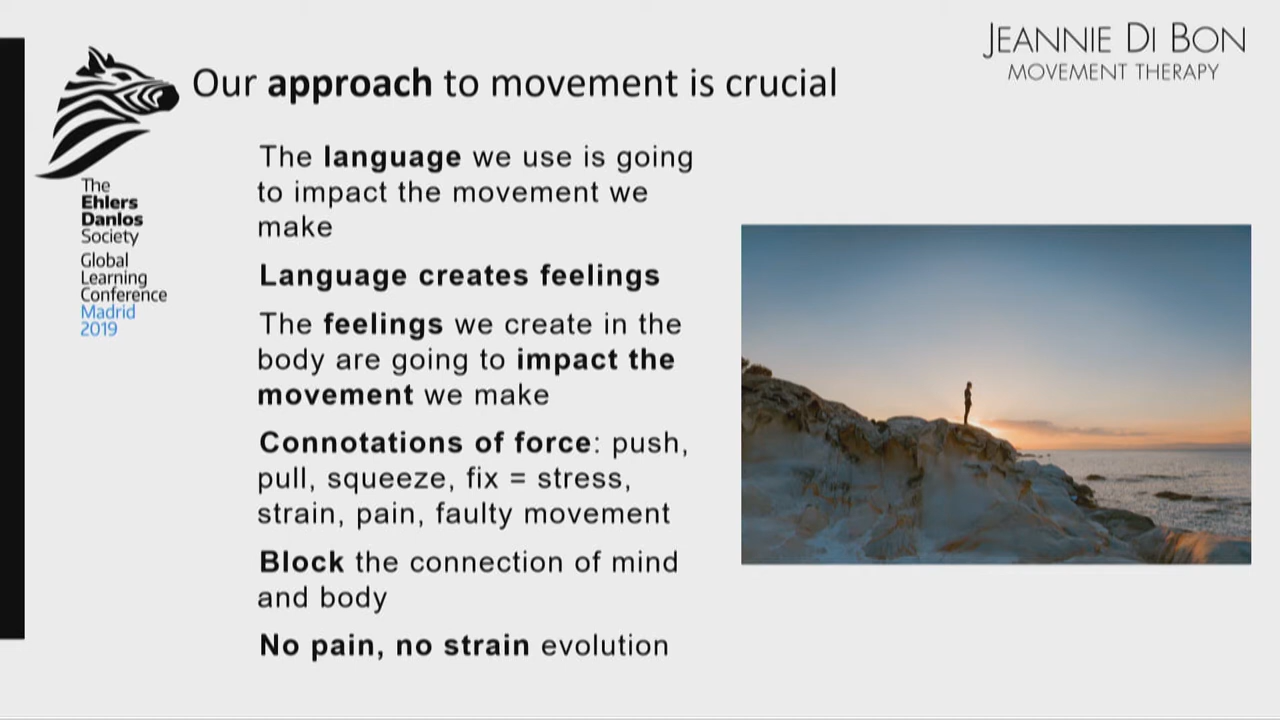 JEANNIE DI BON
MOVEMENT THERAPY
Our approach to movement is crucial
The
Ehlers
Danlos
Society
Global
Learning
Conference
Madrid
2019
The language we use is going
to impact the movement we
make
Language creates feelings
The feelings we create in the
body are going to impact the
movement we make
Connotations of force: push,
pull, squeeze, fix = stress,
strain, pain, faulty movement
Block the connection of mind
and body
No pain, no strain evolution